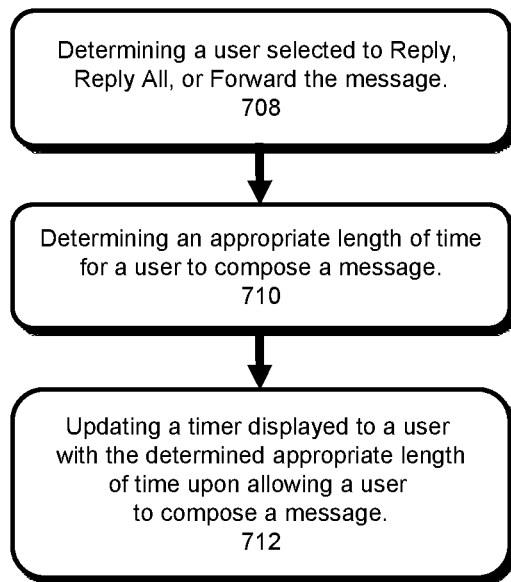 Determining a user selected to Reply,
Reply All, or Forward the message.
708
Determining an appropriate length of time
for a user to compose a message.
710
Updating a timer displayed to a user
with the determined appropriate length
of time upon allowing a user
to compose a message.
712